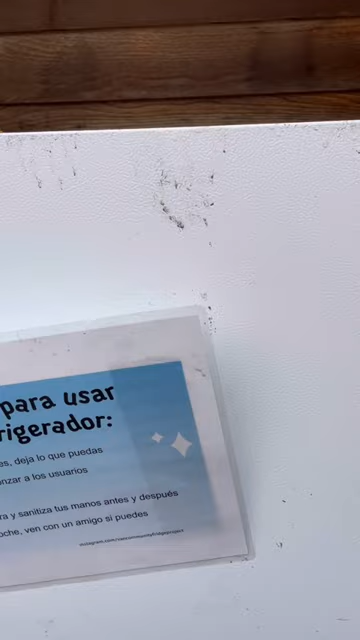 para usar
rigerador:
es, deja lo que puedas
nzar a los usuarios
ra y sanitiza tus manos antes y después
oche, ven con un amigo si puedes